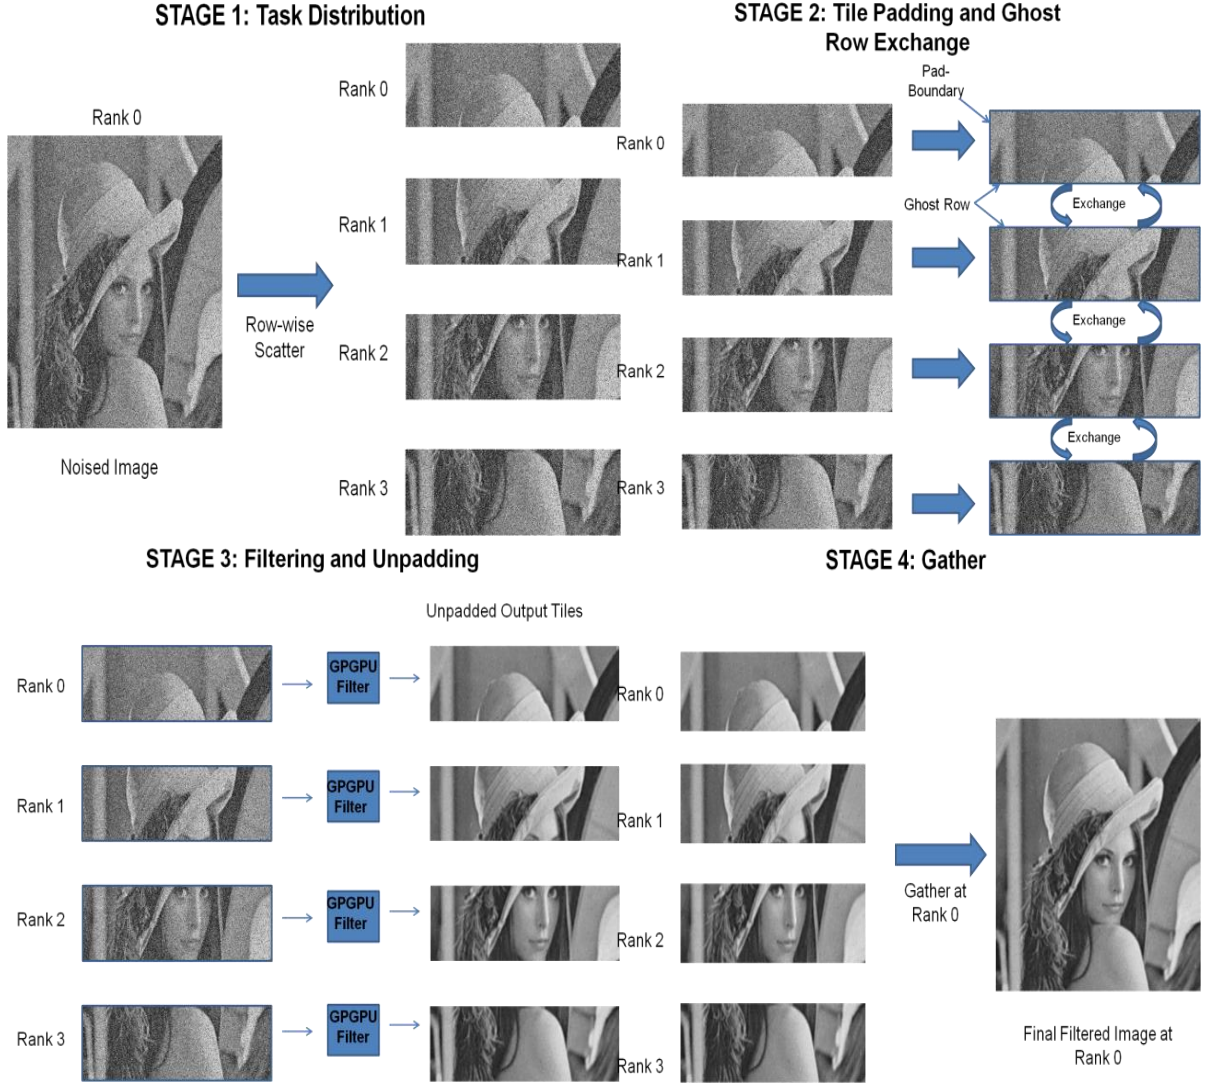 STAGE 1: Task Distribution
Rank 0
Noised Image
Row-wise
Scatter
Rank 0
Rank 1
Rank 2
Rank 3
STAGE 2: Tile Padding and Ghost
Row Exchange
Pad-
Boundary
Rank 0
Ghost Row
Exchange
Rank 1
Exchange
Rank 2
Exchange
Rank 3
STAGE 3: Filtering and Unpadding
Unpadded Output Tiles
Rank 0
GPGPU
Filter
Rank 1
GPGPU
Filter
Rank 2
GPGPU
Filter
Rank 3
GPGPU
Filter
STAGE 4: Gather
Rank 0
Rank 1
Rank 2
Rank 3
Gather at
Rank 0
Final Filtered Image at
Rank 0